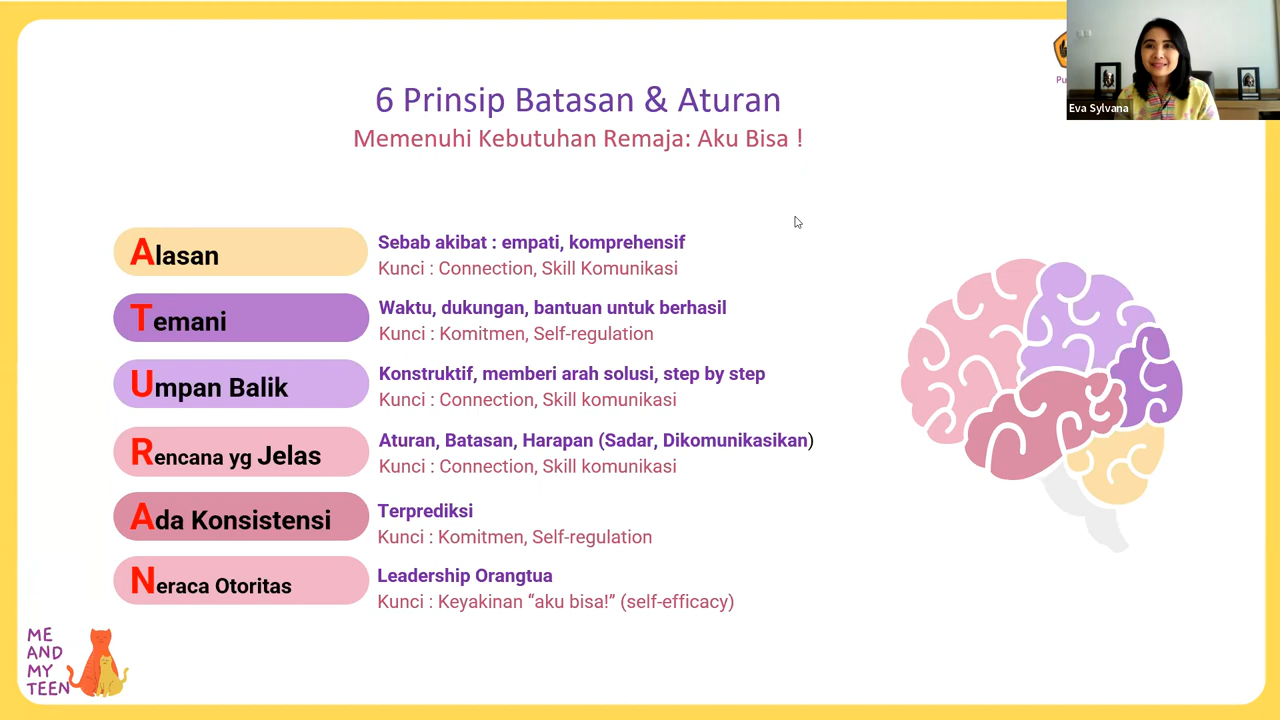 6 Prinsip Batasan & Aturan
Memenuhi Kebutuhan Remaja: Aku Bisa !
Eva Sylvana
Alasan
Sebab akibat : empati, komprehensif
Kunci : Connection, Skill Komunikasi
Temani
Waktu, dukungan, bantuan untuk berhasil
Kunci : Komitmen, Self-regulation
Umpan Balik
Konstruktif, memberi arah solusi, step by step
Kunci : Connection, Skill komunikasi
Rencana yg Jelas
Aturan, Batasan, Harapan (Sadar, Dikomunikasikan)
Kunci : Connection, Skill komunikasi
Ada Konsistensi
Terprediksi
Kunci : Komitmen, Self-regulation
Neraca Otoritas
Leadership Orangtua
Kunci : Keyakinan “aku bisa!” (self-efficacy)
ME
AND
MY
TEEN